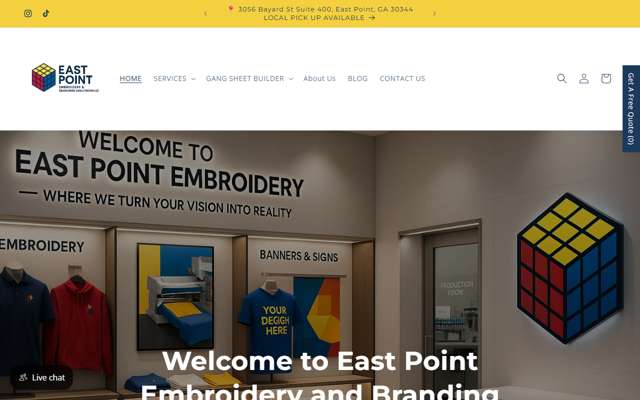 📍 3056 Bayard St Suite 400, East Point, GA 30344
LOCAL PICK UP AVAILABLE →
EAST
POINT
HOME
SERVICES
GANG SHEET BUILDER
About Us
BLOG
CONTACT US
Get A Free Quote (0)
WELCOME TO
EAST POINT EMBROIDERY
— WHERE WE TURN YOUR VISION INTO REALITY
EMBROIDERY
BANNERS & SIGNS
YOUR
DEGIGH
HERE
PRODUCTION
Welcome to East Point
Embroidery and Branding
Live chat